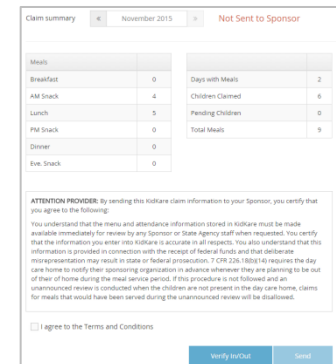 Claim summary « November 2015 » Not Sent to Sponsor
Meals
Breakfast 0
AM Snack 4
Lunch 5
PM Snack 0
Dinner 0
Eve. Snack 0
Days with Meals 2
Children Claimed 6
Pending Children 0
Total Meals 9
ATTENTION PROVIDER: By sending this KidKare claim information to your Sponsor, you certify that
you agree to the following:
You understand that the menu and attendance information stored in KidKare must be made
available immediately for review by any Sponsor or State Agency staff when requested. You certify
that the information you enter into KidKare is accurate in all respects. You also understand that this
information is provided in connection with the receipt of federal funds and that deliberate
misrepresentation may result in state or federal prosecution. 7 CFR 226.18(b)(14) requires the day
care home to notify their sponsoring organization in advance whenever they are planning to be out
of their of home during the meal service period. If this procedure is not followed and an
unannounced review is conducted when the children are not present in the day care home, claims
for meals that would have been served during the unannounced review will be disallowed.
I agree to the Terms and Conditions
Verify In/Out Send